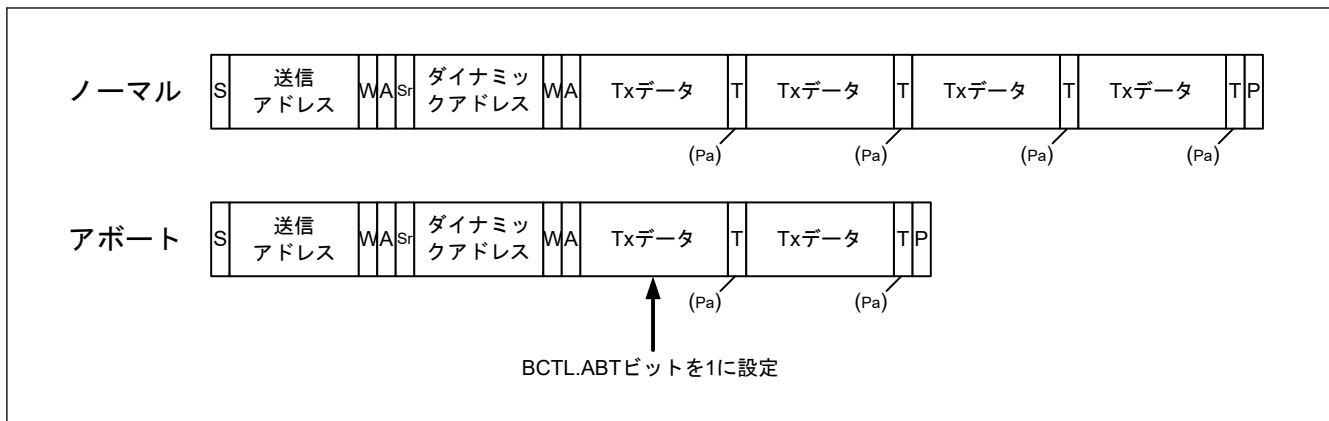 ノーマル S 送信 アドレス W A Sr ダイナミッ クアドレス W A Txデータ T Txデータ T Txデータ T Txデータ T P
(Pa) (Pa) (Pa) (Pa)
アボート S 送信 アドレス W A Sr ダイナミッ クアドレス W A Txデータ T Txデータ T P
(Pa) (Pa)
BCTL.ABTビットを1に設定